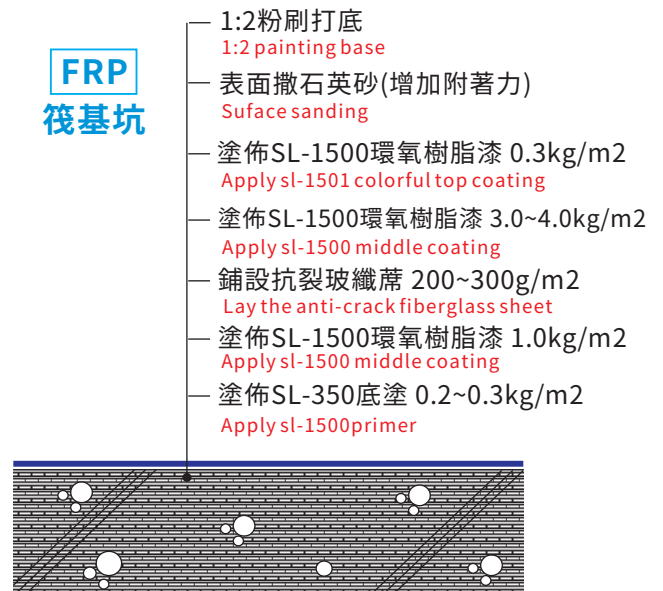 FRP
筏基坑
1:2粉刷打底
1:2 painting base
表面撒石英砂(增加附著力)
Suface sanding
塗佈SL-1500環氧樹脂漆 0.3kg/m2
Apply sl-1501 colorful top coating
塗佈SL-1500環氧樹脂漆 3.0~4.0kg/m2
Apply sl-1500 middle coating
鋪設抗裂玻纖蓆 200~300g/m2
Lay the anti-crack fiberglass sheet
塗佈SL-1500環氧樹脂漆 1.0kg/m2
Apply sl-1500 middle coating
塗佈SL-350底塗 0.2~0.3kg/m2
Apply sl-1500primer